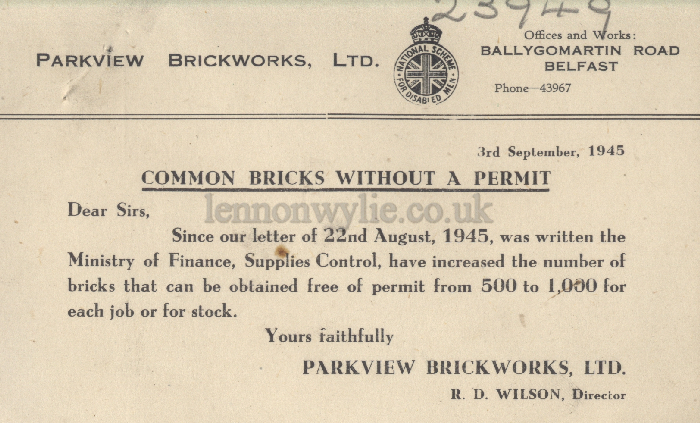 23949
PARKVIEW BRICKWORKS, LTD.
NATIONAL SCHEME
FOR DISABLED MEN
Offices and Works:
BALLYGOMARTIN ROAD
BELFAST
Phone—43967
3rd September, 1945
COMMON BRICKS WITHOUT A PERMIT
Dear Sirs,
lennonwylie.co.uk
Since our letter of 22nd August, 1945, was written the
Ministry of Finance, Supplies Control, have increased the number of
bricks that can be obtained free of permit from 500 to 1,000 for
each job or for stock.
Yours faithfully
PARKVIEW BRICKWORKS, LTD.
R. D. WILSON, Director